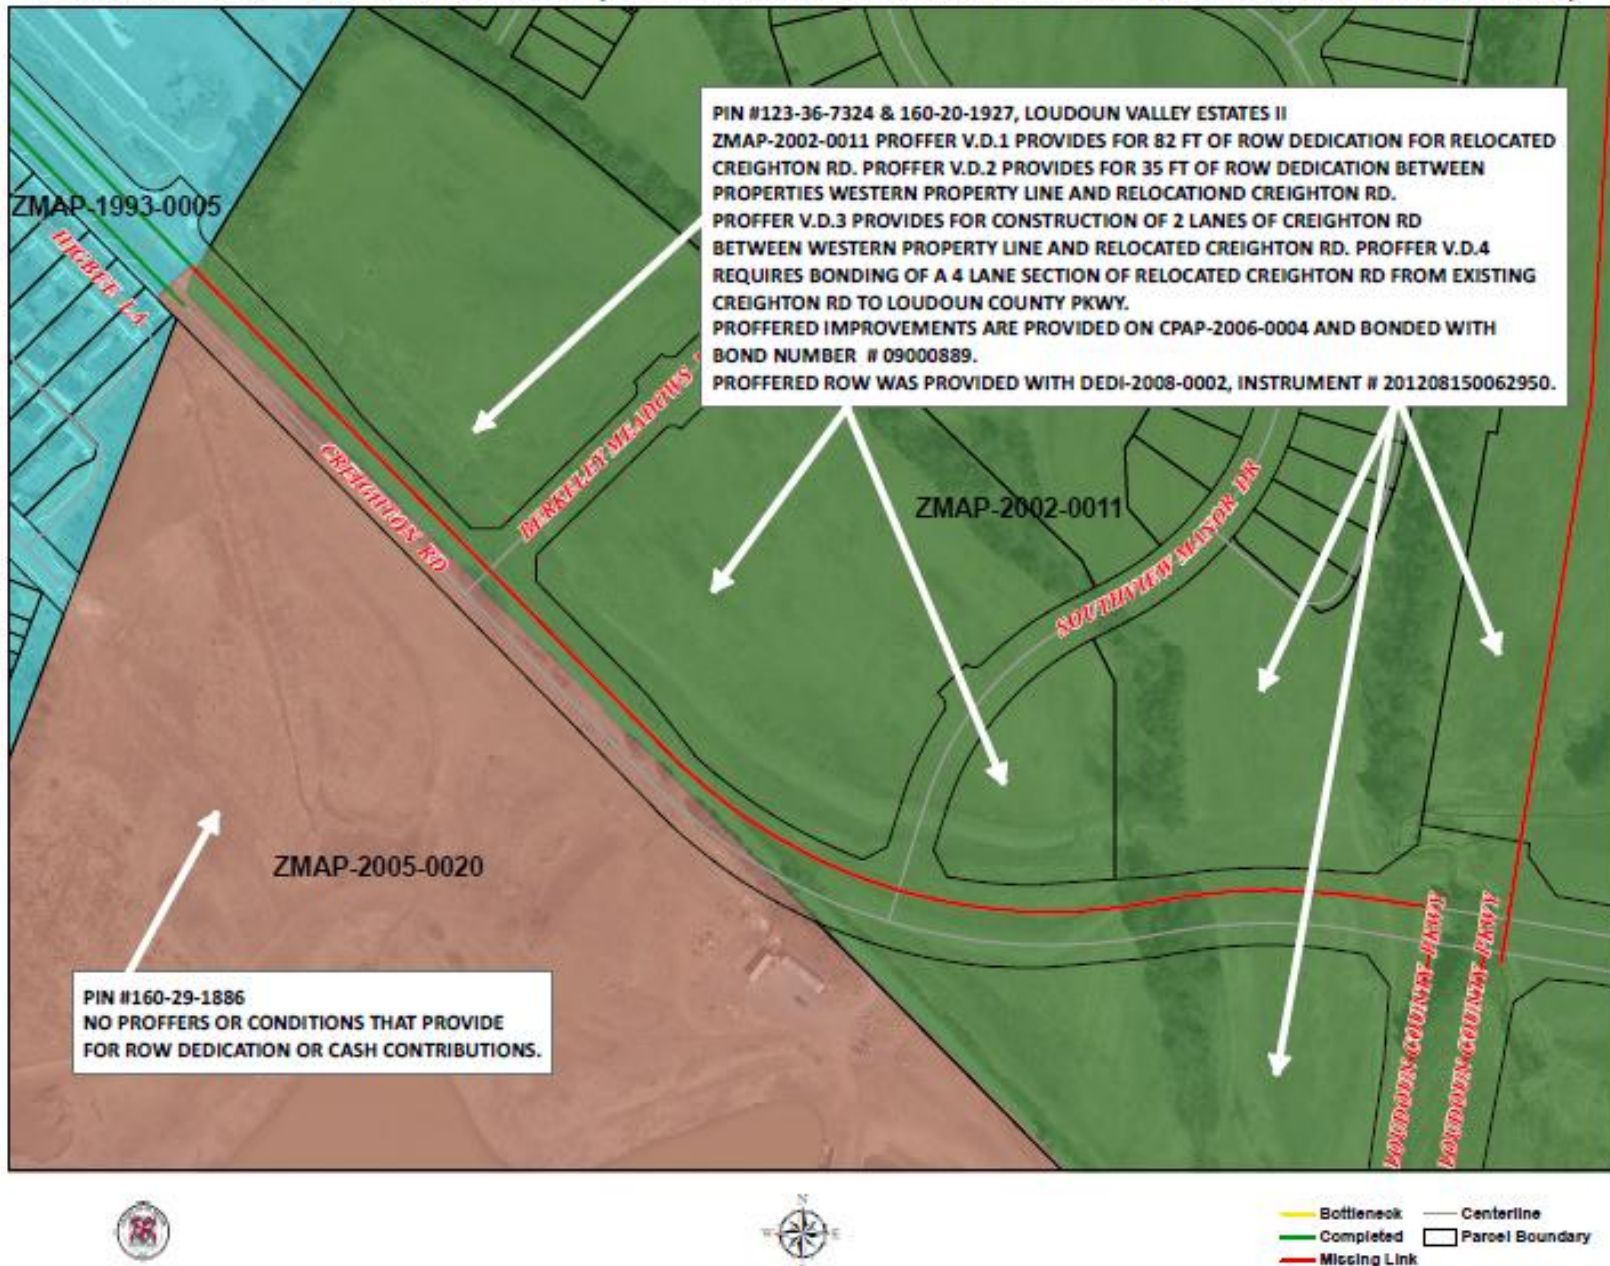 PIN #123-36-7324 & 160-20-1927, LOUDOUN VALLEY ESTATES II
ZMAP-2002-0011 PROFFER V.D.1 PROVIDES FOR 82 FT OF ROW DEDICATION FOR RELOCATED
CREIGHTON RD. PROFFER V.D.2 PROVIDES FOR 35 FT OF ROW DEDICATION BETWEEN
PROPERTIES WESTERN PROPERTY LINE AND RELOCATIOND CREIGHTON RD.
PROFFER V.D.3 PROVIDES FOR CONSTRUCTION OF 2 LANES OF CREIGHTON RD
BETWEEN WESTERN PROPERTY LINE AND RELOCATED CREIGHTON RD. PROFFER V.D.4
REQUIRES BONDING OF A 4 LANE SECTION OF RELOCATED CREIGHTON RD FROM EXISTING
CREIGHTON RD TO LOUDOUN COUNTY PKWY.
PROFFERED IMPROVEMENTS ARE PROVIDED ON CPAP-2006-0004 AND BONDED WITH
BOND NUMBER # 09000889.
PROFFERED ROW WAS PROVIDED WITH DEDI-2008-0002, INSTRUMENT # 201208150062950.
ZMAP-1993-0005
HIGBEE LA
CREIGHTON RD
BERKELEY MEADOWS
ZMAP-2002-0011
SOUTHVIEW MANOR DR
ZMAP-2005-0020
PIN #160-29-1886
NO PROFFERS OR CONDITIONS THAT PROVIDE
FOR ROW DEDICATION OR CASH CONTRIBUTIONS.
LOUDOUN COUNTY PKWY
LOUDOUN COUNTY PKWY
N
W
E
Bottleneck
Centerline
Completed
Parcel Boundary
Missing Link